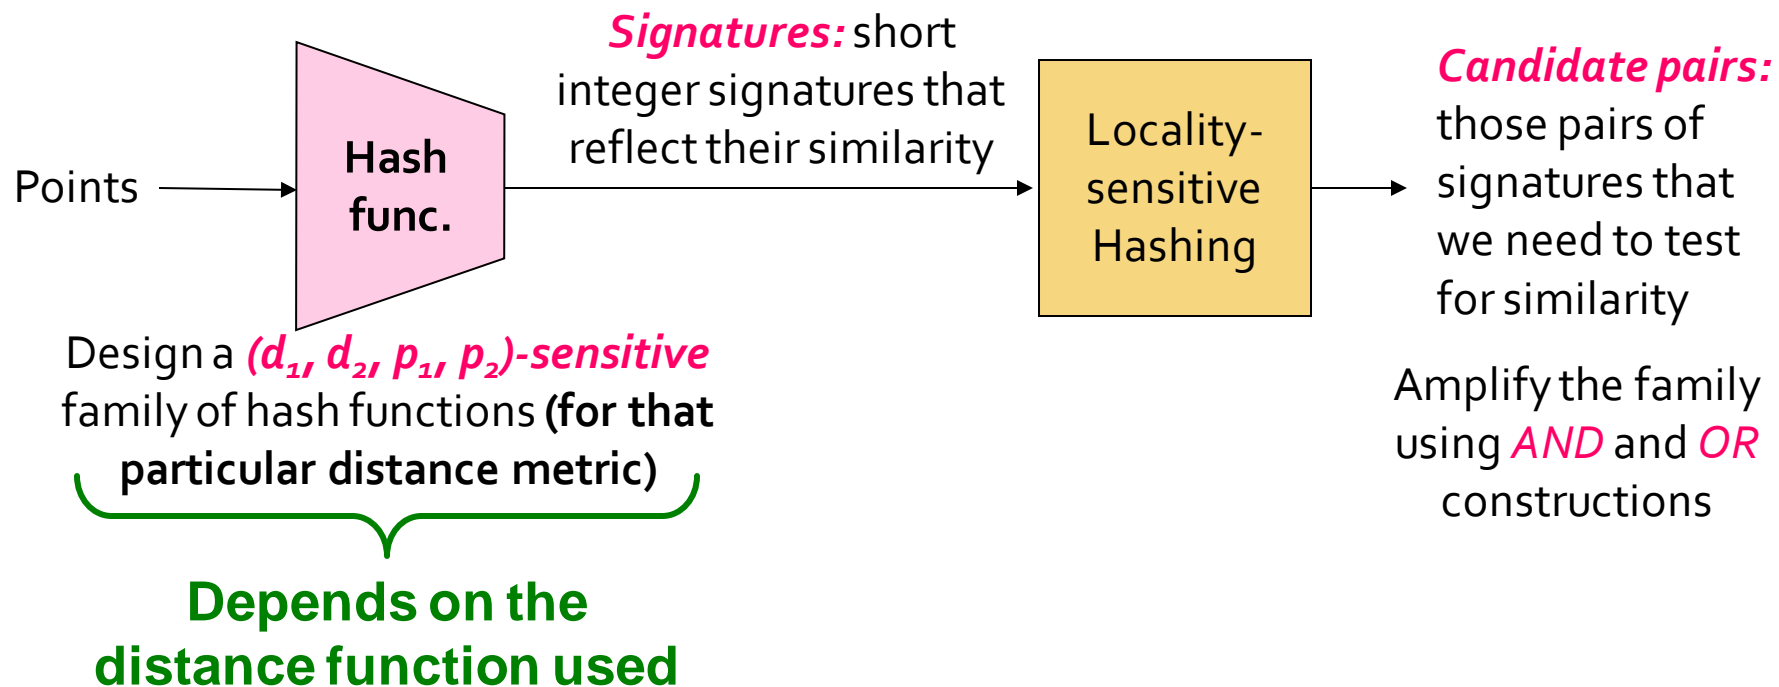 Points
Hash
func.
Signatures: short
integer signatures that
reflect their similarity
Locality-
sensitive
Hashing
Candidate pairs:
those pairs of
signatures that
we need to test
for similarity
Design a (d₁, d₂, p₁, p₂)-sensitive
family of hash functions (for that
particular distance metric)
Amplify the family
using AND and OR
constructions
Depends on the
distance function used